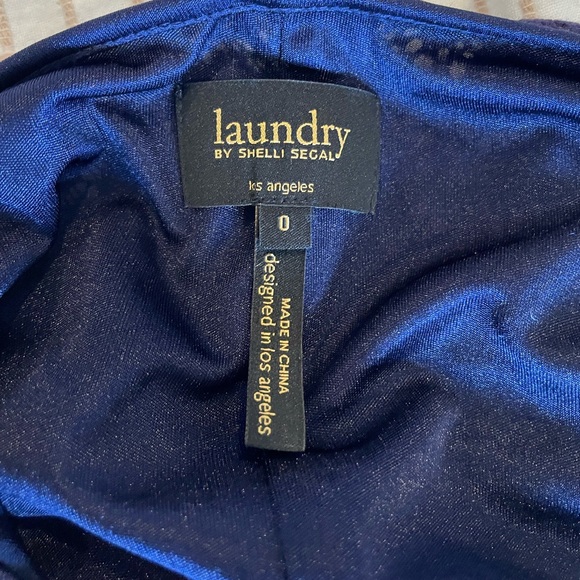 laundry
BY SHELLI SEGAL
los angeles
0
MADE IN CHINA
designed in los angeles